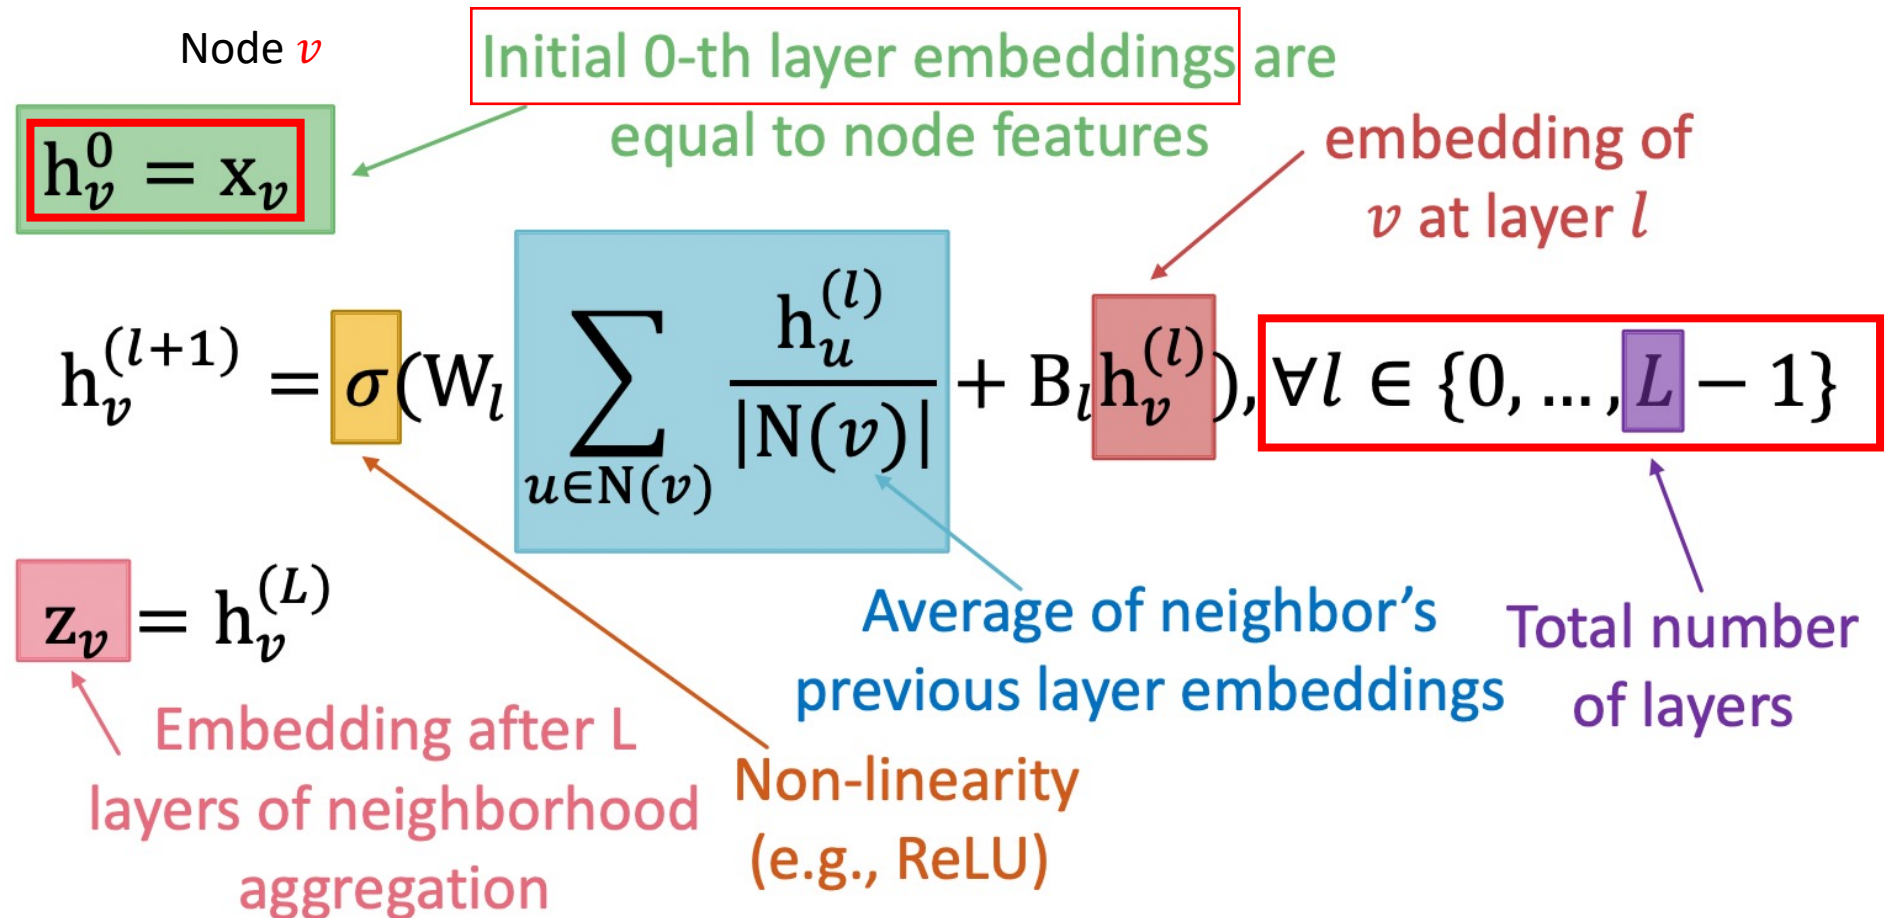 Node 𝑣
Initial 0-th layer embeddings are
equal to node features
h_𝑣^0 = x_𝑣
embedding of
𝑣 at layer 𝑙
h_𝑣^(𝑙+1) = 𝜎(W_𝑙 ∑_{𝑢∈N(𝑣)} h_𝑢^(𝑙) / |N(𝑣)| + B_𝑙 h_𝑣^(𝑙)), ∀𝑙 ∈ {0, …, 𝐿 − 1}
z_𝑣 = h_𝑣^(𝐿)
Average of neighbor’s
previous layer embeddings
Total number
of layers
Embedding after L
layers of neighborhood
aggregation
Non-linearity
(e.g., ReLU)